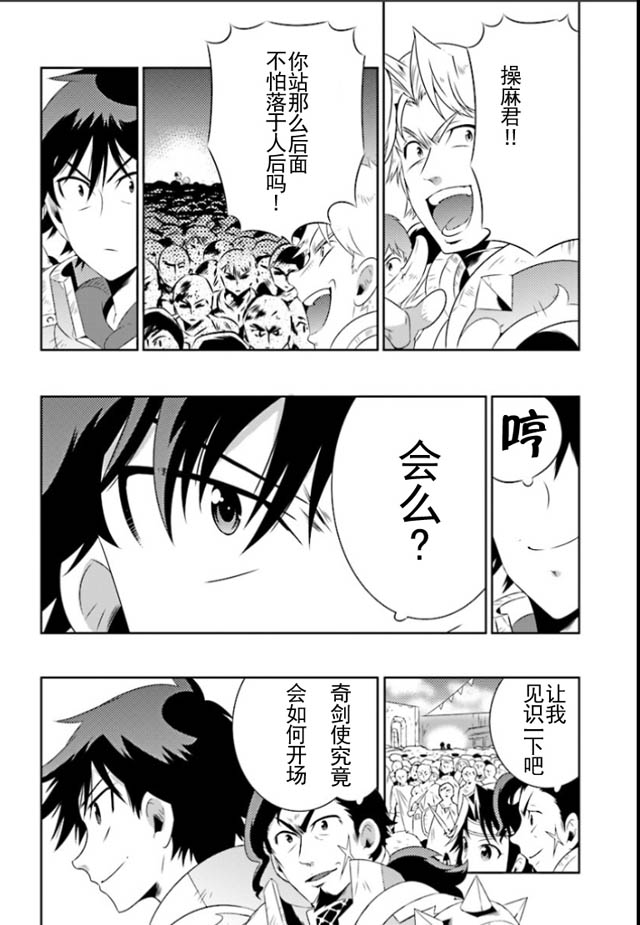 操麻君!!
你站那么后面
不怕落于人后吗！
哼
会么？
让我
见识一下吧
奇剑使究竟
会如何开场